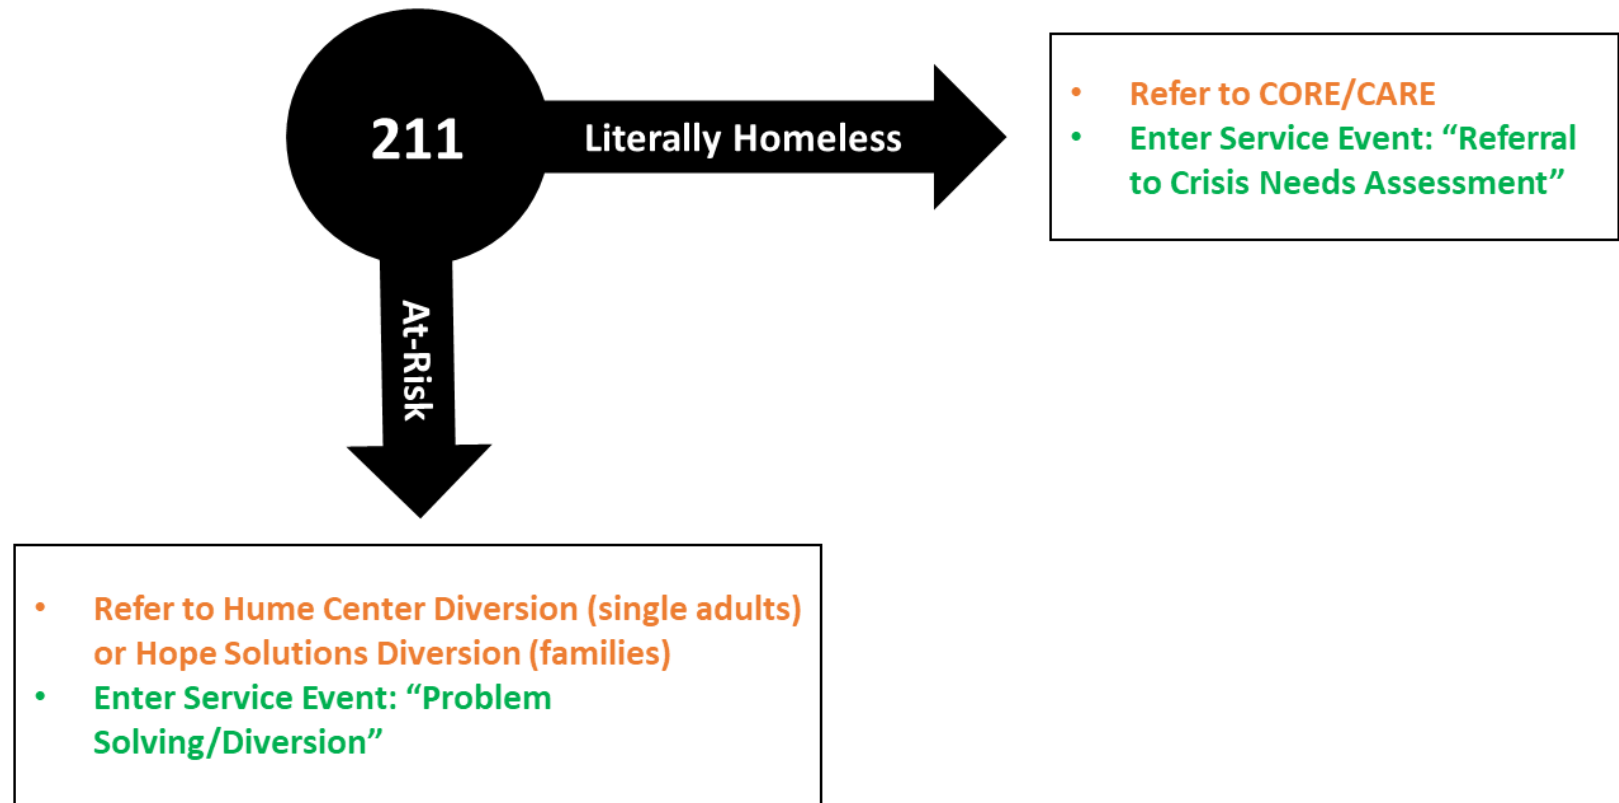 211
Literally Homeless
• Refer to CORE/CARE
• Enter Service Event: “Referral
to Crisis Needs Assessment”
At-Risk
• Refer to Hume Center Diversion (single adults)
or Hope Solutions Diversion (families)
• Enter Service Event: “Problem
Solving/Diversion”